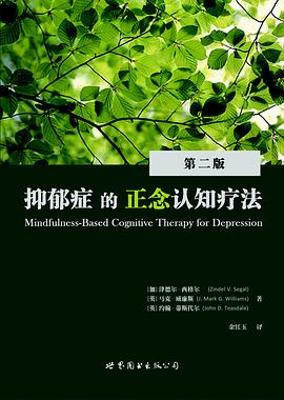 第二版
抑郁症 的 正念认知疗法
Mindfulness-Based Cognitive Therapy for Depression
[加] 津德尔·西格尔 (Zindel V. Segal)
[英] 马克·威廉斯 (J. Mark G. Williams) 著
[英] 约翰·蒂斯代尔 (John D. Teasdale)
余红玉 译
世界图书出版公司